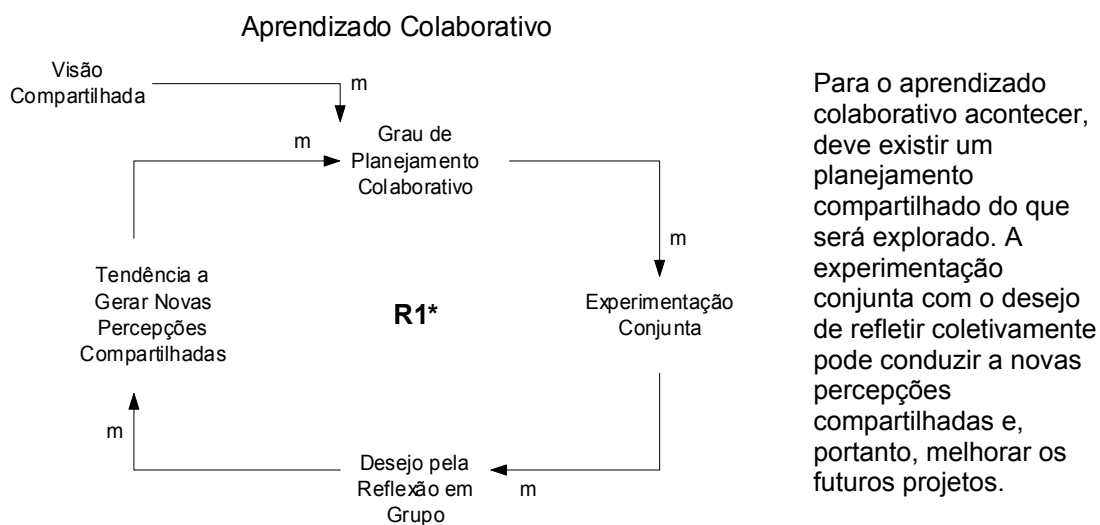 Aprendizado Colaborativo
Visão
Compartilhada
m
m
Grau de
Planejamento
Colaborativo
m
Tendência a
Gerar Novas
Percepções
Compartilhadas
R1*
Experimentação
Conjunta
m
Desejo pela
Reflexão em
Grupo
m
Para o aprendizado
colaborativo acontecer,
deve existir um
planejamento
compartilhado do que
será explorado. A
experimentação
conjunta com o desejo
de refletir coletivamente
pode conduzir a novas
percepções
compartilhadas e,
portanto, melhorar os
futuros projetos.